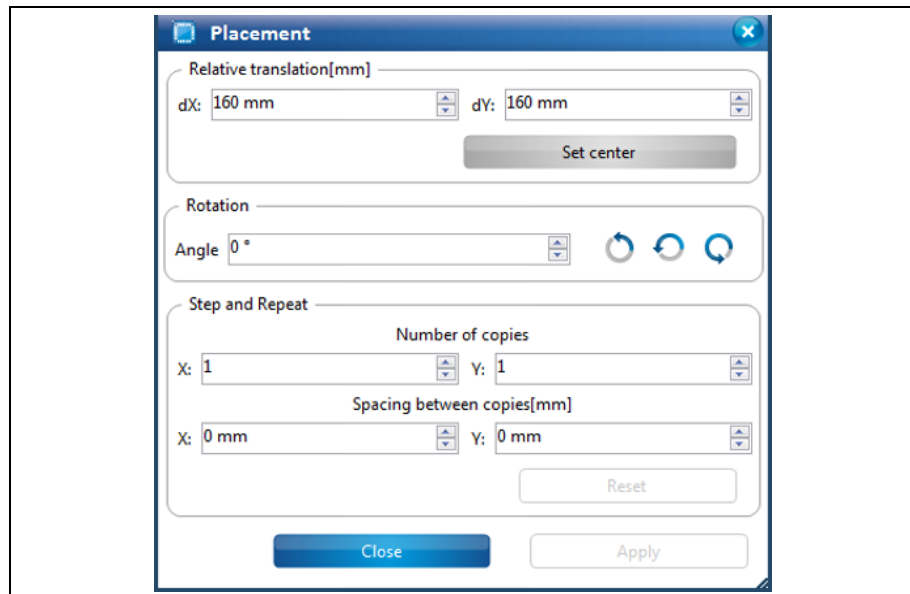 Placement
Relative translation[mm]
dX: 160 mm dY: 160 mm
Set center
Rotation
Angle 0 °
Step and Repeat
Number of copies
X: 1 Y: 1
Spacing between copies[mm]
X: 0 mm Y: 0 mm
Reset
Close Apply